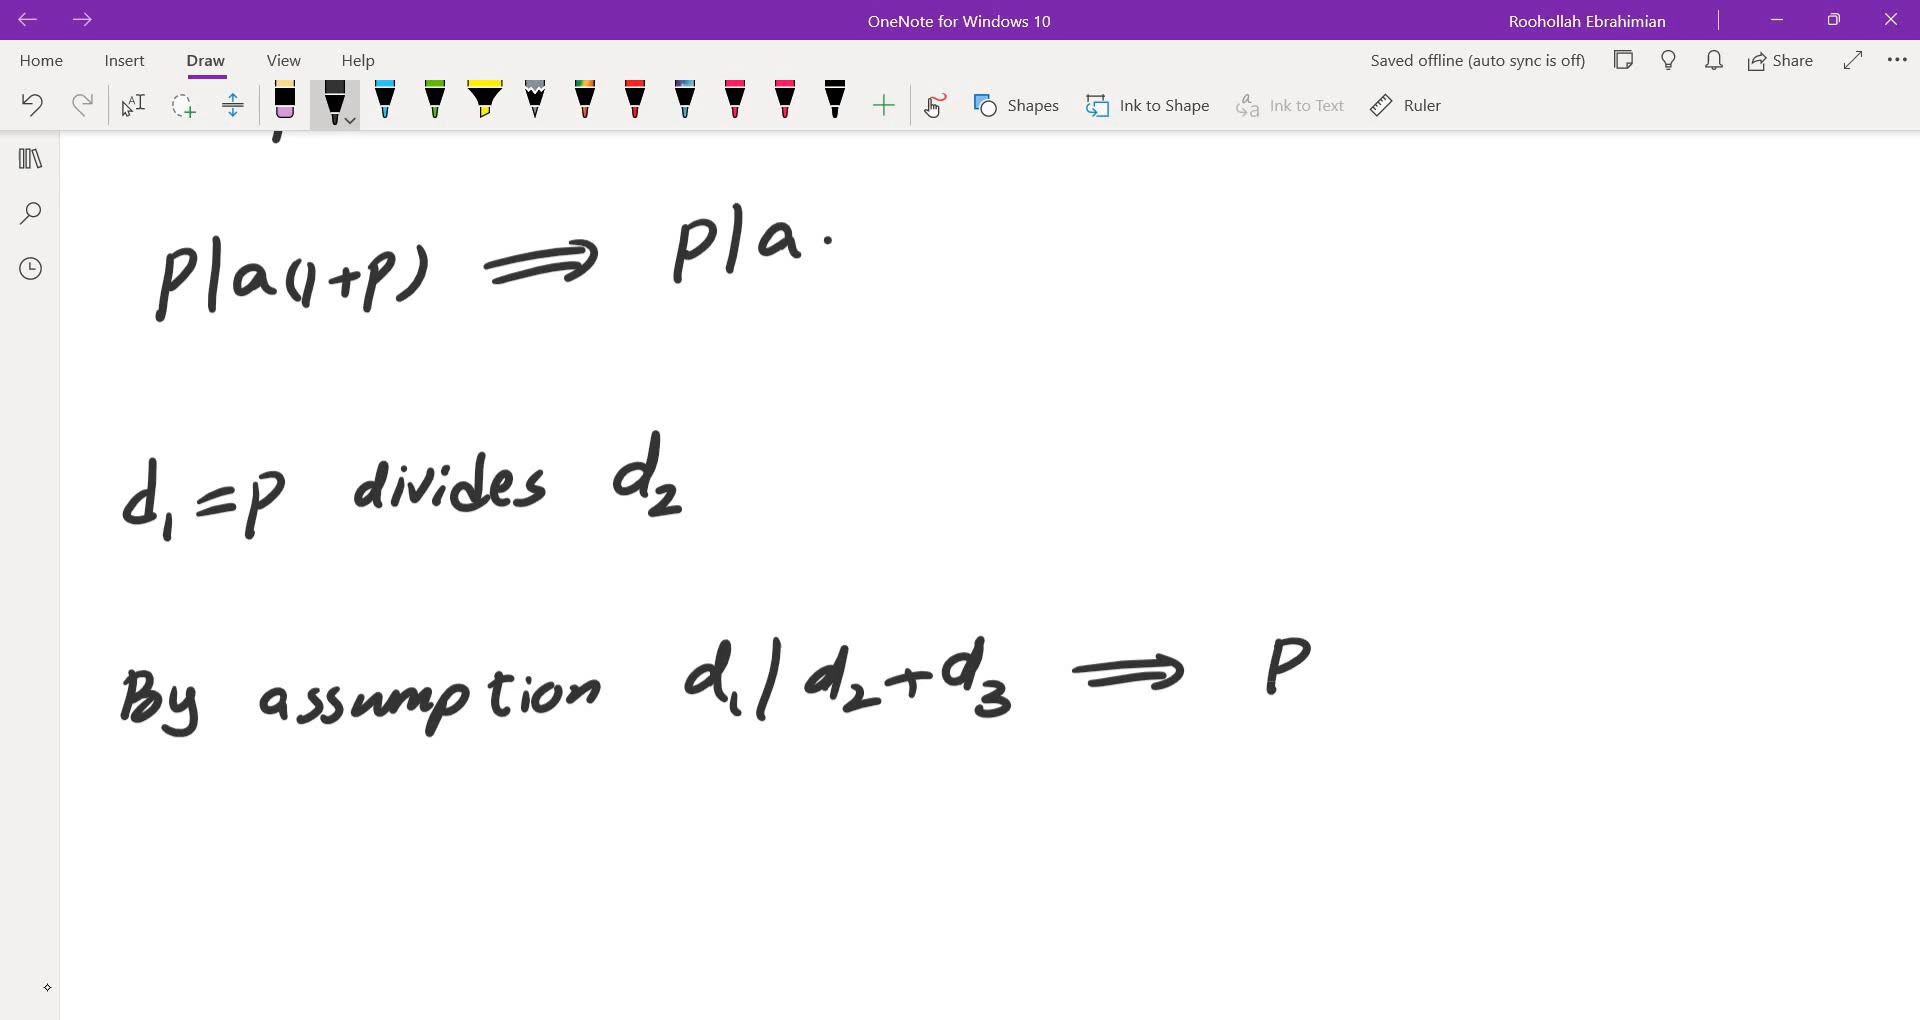 OneNote for Windows 10
Roohollah Ebrahimian
Home Insert Draw View Help
Saved offline (auto sync is off) Share
Shapes Ink to Shape Ink to Text Ruler
p|a(1+p) ⟹ p|a.
d₁ = p divides d₂
By assumption d₁ | d₂+d₃ ⟹ p